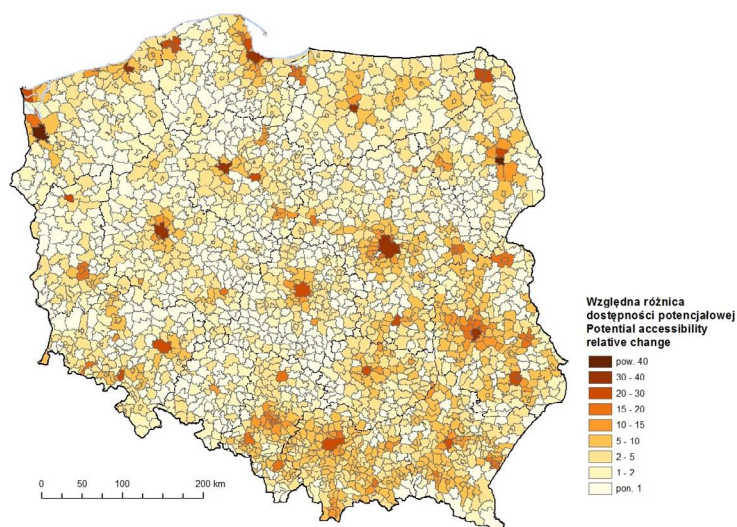 Względna różnica
dostępności potencjałowej
Potential accessibility
relative change
pow. 40
30 - 40
20 - 30
15 - 20
10 - 15
5 - 10
2 - 5
1 - 2
pon. 1
0 100 200 km